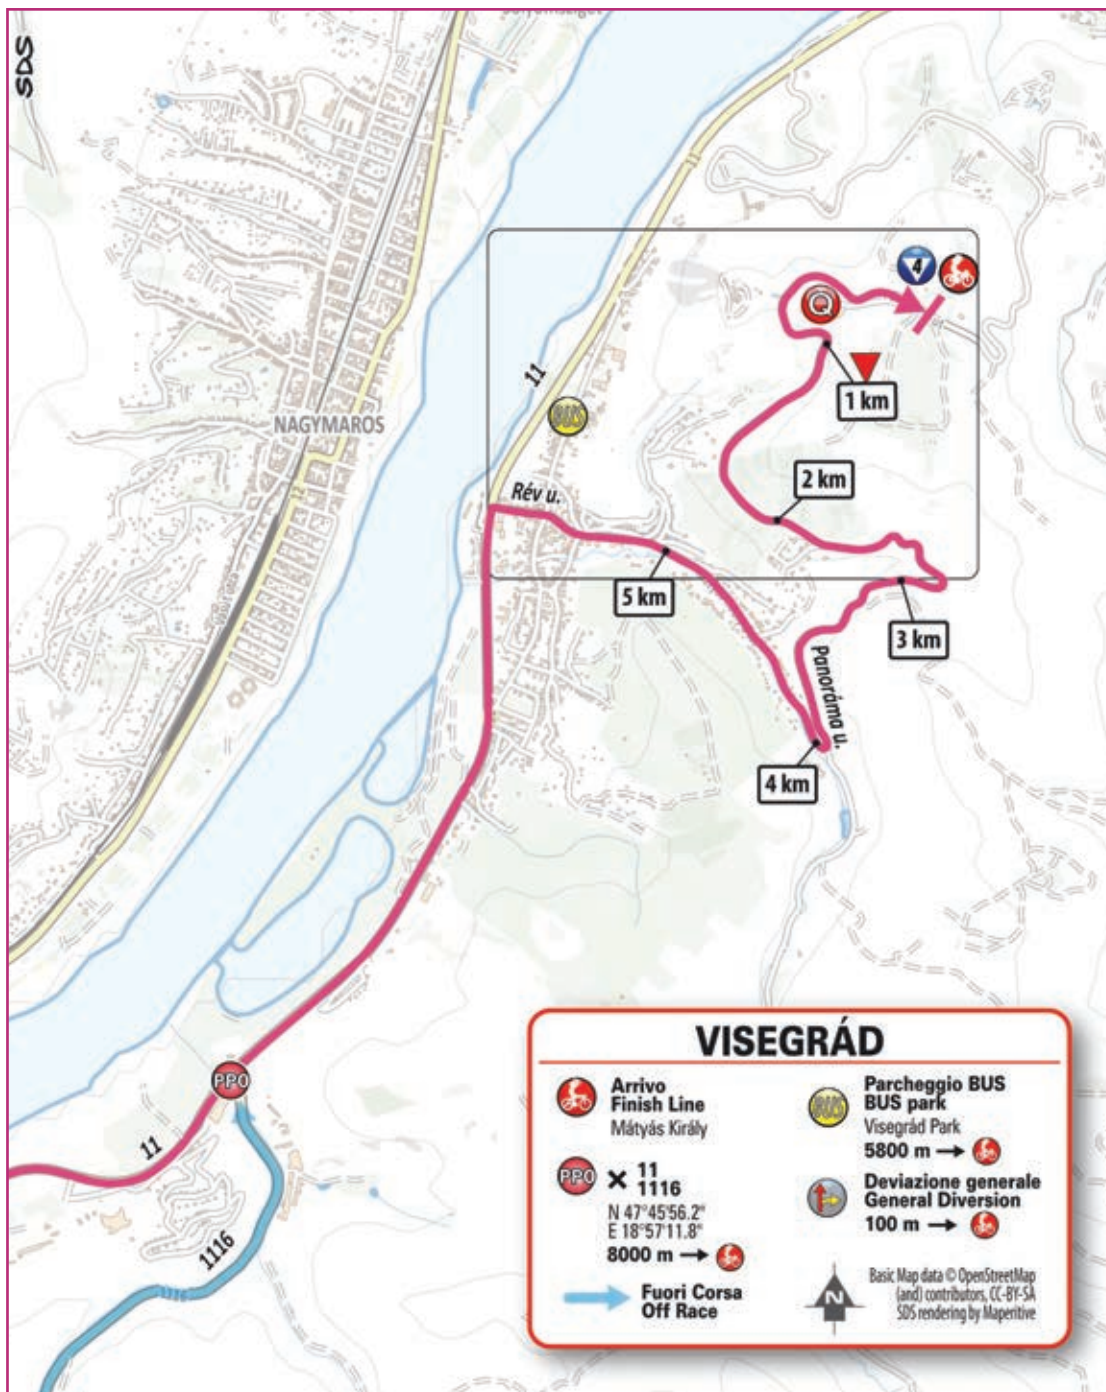 SDS
11
NAGYMAROS
BUS
Rév u.
4
Q
1 km
2 km
5 km
3 km
Panoráma u.
4 km
PPO
11
1116
VISEGRÁD
Arrivo
Finish Line
Mátyás Király
PPO
11
1116
N 47°45'56.2"
E 18°57'11.8"
8000 m
Fuori Corsa
Off Race
BUS
Parcheggio BUS
BUS park
Visegrád Park
5800 m
Deviazione generale
General Diversion
100 m
N
Basic Map data © OpenStreetMap
(and) contributors, CC-BY-SA
SDS rendering by Maperitive